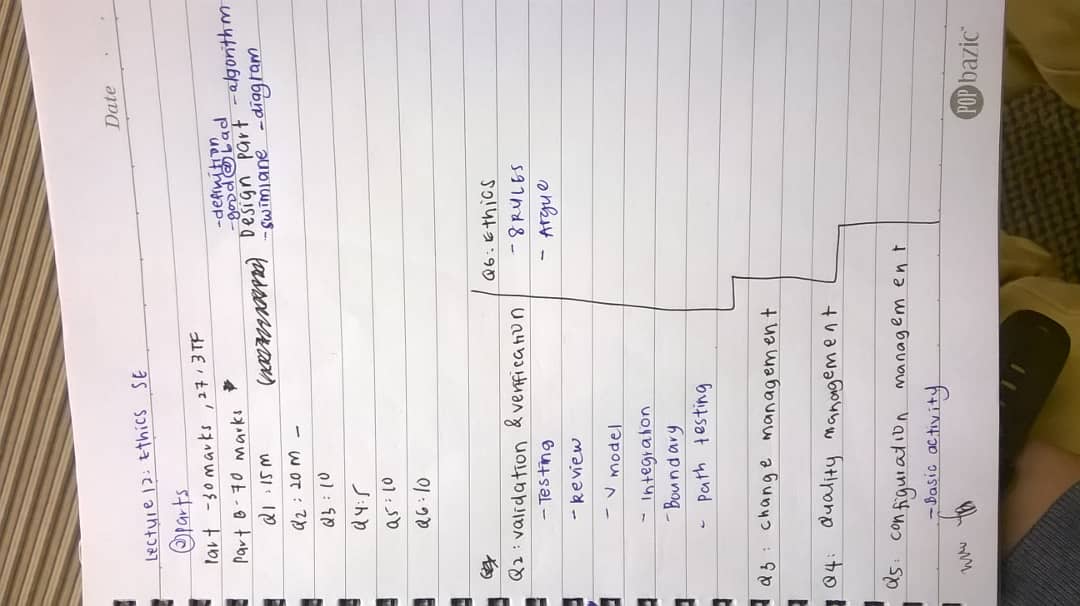 Date
Lecture 12: Ethics SE
② parts
Part -30 marks , 27 · 3 TF
Part B - 70 marks
-definition
-good @ bad
Design part -algorithm
-swimlane -diagram
Q1 : 15 m
Q2 : 20 M -
Q3 : 10
Q4 : 5
Q5 : 10
Q6 : 10
Q2 : validation & verification
- Testing
- Review
- V model
- Integration
- Boundary
- path testing
Q6 : Ethics
- 8 RULES
- Argue
Q3 : change management
Q4 : Quality management
Q5 : configuration management
- Basic activity
POP bazic